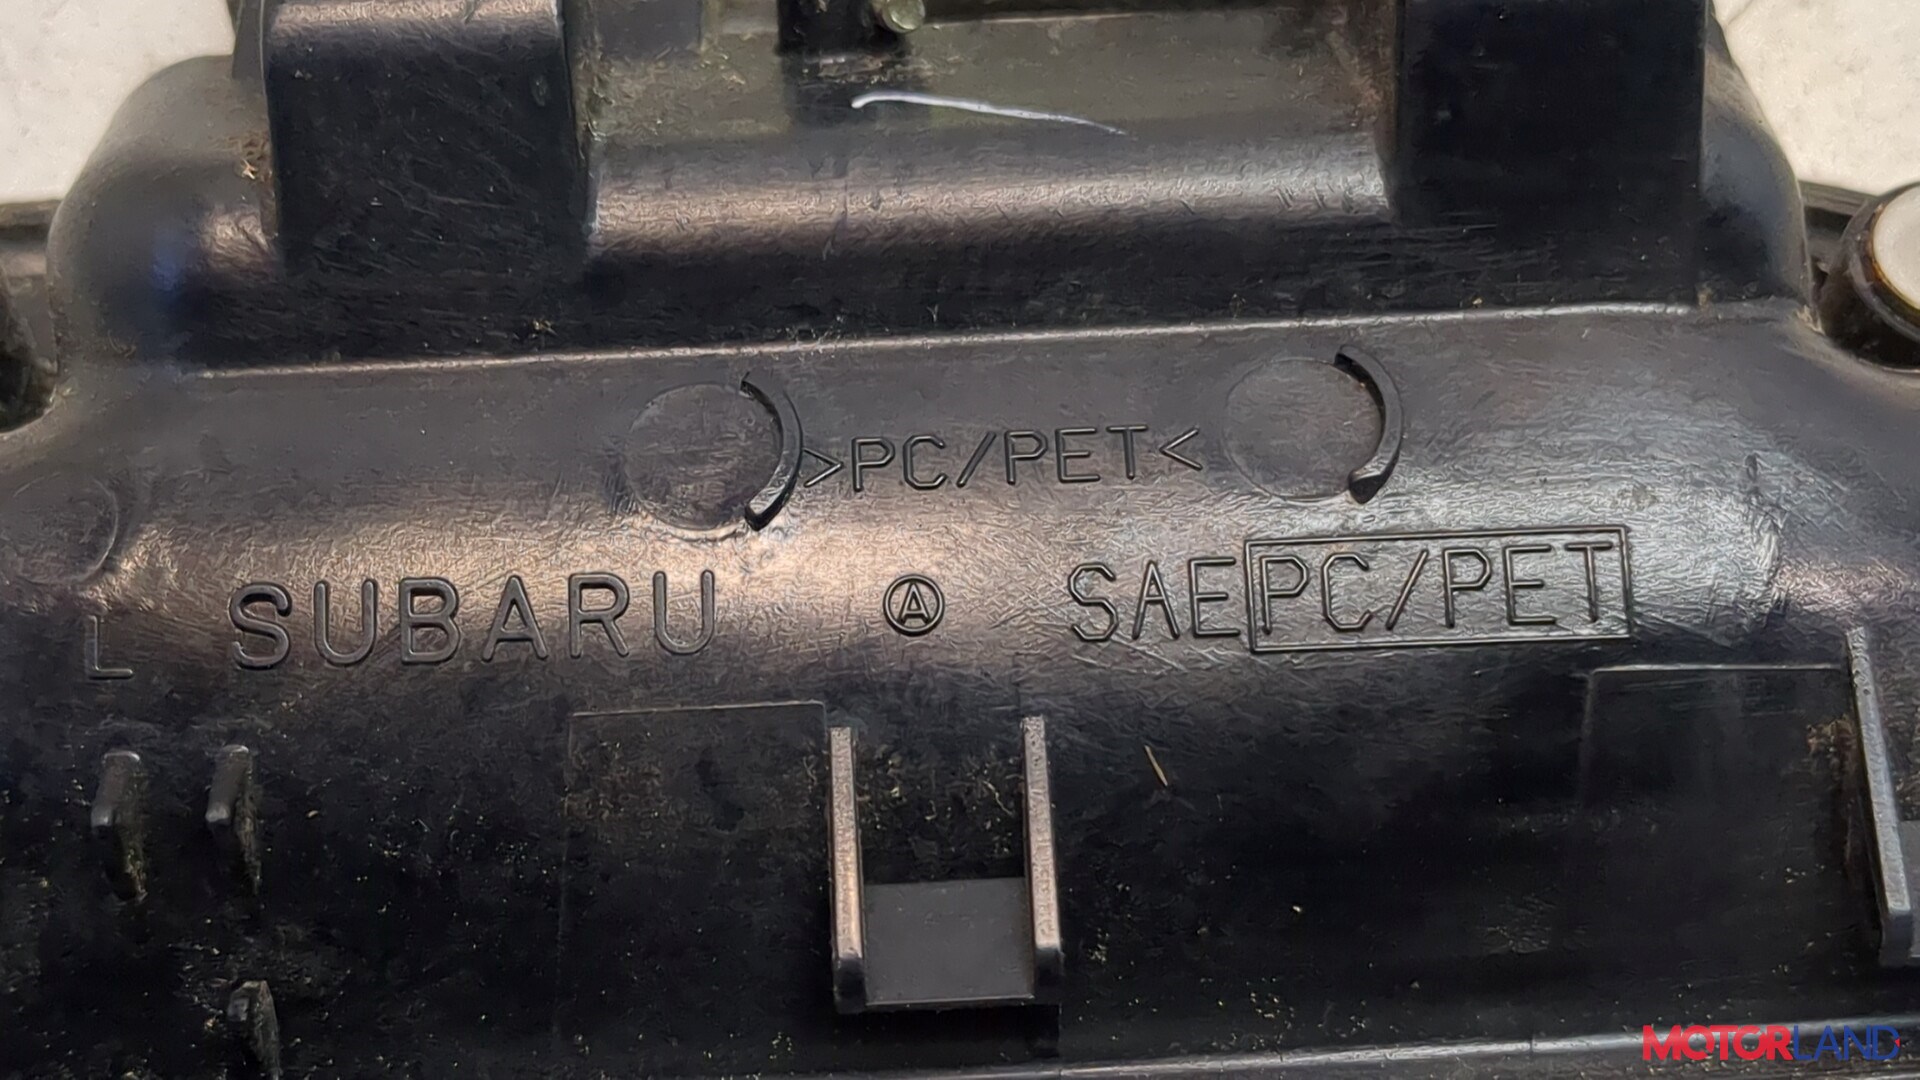 >PC/PET<
SUBARU Ⓐ SAE PC/PET
L
MOTORLAND